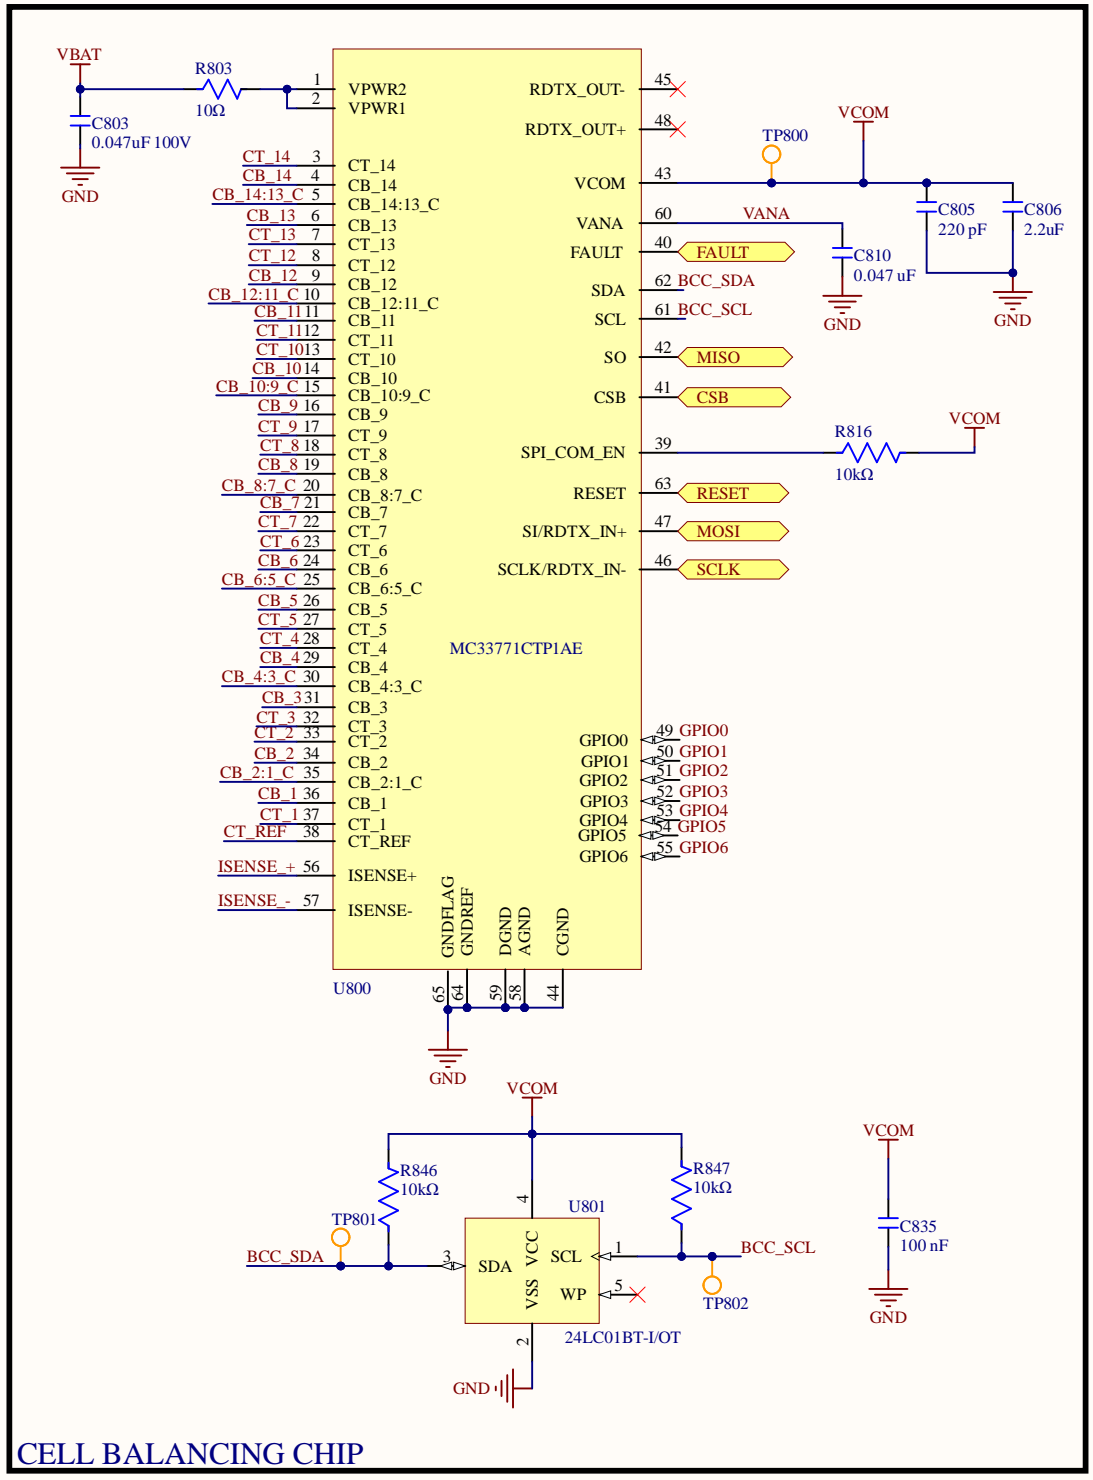 VBAT
R803
10Ω
C803
0.047uF 100V
GND
1 VPWR2
2 VPWR1
CT_14 3 CT_14
CB_14 4 CB_14
CB_14:13_C 5 CB_14:13_C
CB_13 6 CB_13
CT_13 7 CT_13
CT_12 8 CT_12
CB_12 9 CB_12
CB_12:11_C 10 CB_12:11_C
CB_11 11 CB_11
CT_11 12 CT_11
CT_10 13 CT_10
CB_10 14 CB_10
CB_10:9_C 15 CB_10:9_C
CB_9 16 CB_9
CT_9 17 CT_9
CT_8 18 CT_8
CB_8 19 CB_8
CB_8:7_C 20 CB_8:7_C
CB_7 21 CB_7
CT_7 22 CT_7
CT_6 23 CT_6
CB_6 24 CB_6
CB_6:5_C 25 CB_6:5_C
CB_5 26 CB_5
CT_5 27 CT_5
CT_4 28 CT_4
CB_4 29 CB_4
CB_4:3_C 30 CB_4:3_C
CB_3 31 CB_3
CT_3 32 CT_3
CT_2 33 CT_2
CB_2 34 CB_2
CB_2:1_C 35 CB_2:1_C
CB_1 36 CB_1
CT_1 37 CT_1
CT_REF 38 CT_REF
ISENSE_+ 56 ISENSE+
ISENSE_- 57 ISENSE-
RDTX_OUT- 45
RDTX_OUT+ 48
VCOM 43
TP800
VCOM
C805
220 pF
C806
2.2uF
GND
VANA 60 VANA
C810
0.047 uF
GND
FAULT 40 FAULT
SDA 62 BCC_SDA
SCL 61 BCC_SCL
SO 42 MISO
CSB 41 CSB
SPI_COM_EN 39
R816
10kΩ
VCOM
RESET 63 RESET
SI/RDTX_IN+ 47 MOSI
SCLK/RDTX_IN- 46 SCLK
MC33771CTP1AE
GPIO0 49 GPIO0
GPIO1 50 GPIO1
GPIO2 51 GPIO2
GPIO3 52 GPIO3
GPIO4 53 GPIO4
GPIO5 54 GPIO5
GPIO6 55 GPIO6
GNDFLAG 65
GNDREF 64
DGND 59
AGND 58
CGND 44
U800
GND
VCOM
R846
10kΩ
R847
10kΩ
TP801
BCC_SDA
3 SDA
4 VCC
U801
SCL 1
BCC_SCL
WP 5
TP802
VSS 2
24LC01BT-I/OT
GND
VCOM
C835
100 nF
GND
CELL BALANCING CHIP